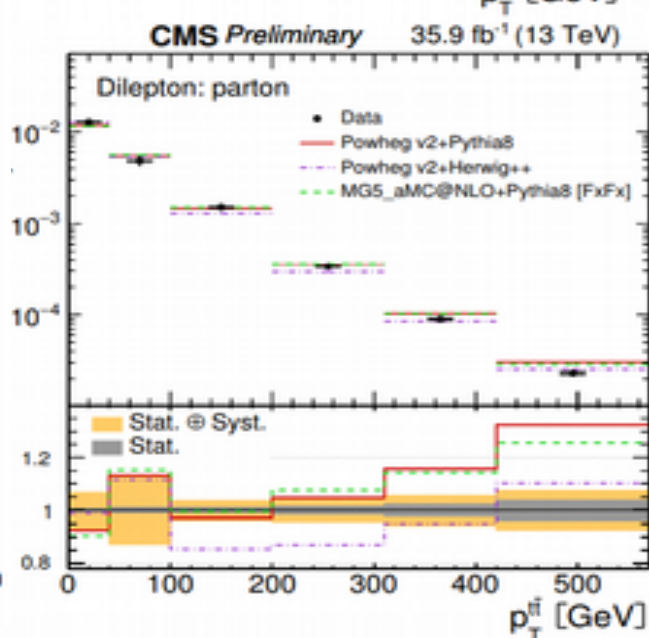 p_T [GeV]
CMS Preliminary 35.9 fb⁻¹ (13 TeV)
Dilepton: parton
Data
Powheg v2+Pythia8
Powheg v2+Herwig++
MG5_aMC@NLO+Pythia8 [FxFx]
10⁻²
10⁻³
10⁻⁴
Stat. ⊕ Syst.
Stat.
1.2
1
0.8
0 100 200 300 400 500
p_T^{tt̄} [GeV]